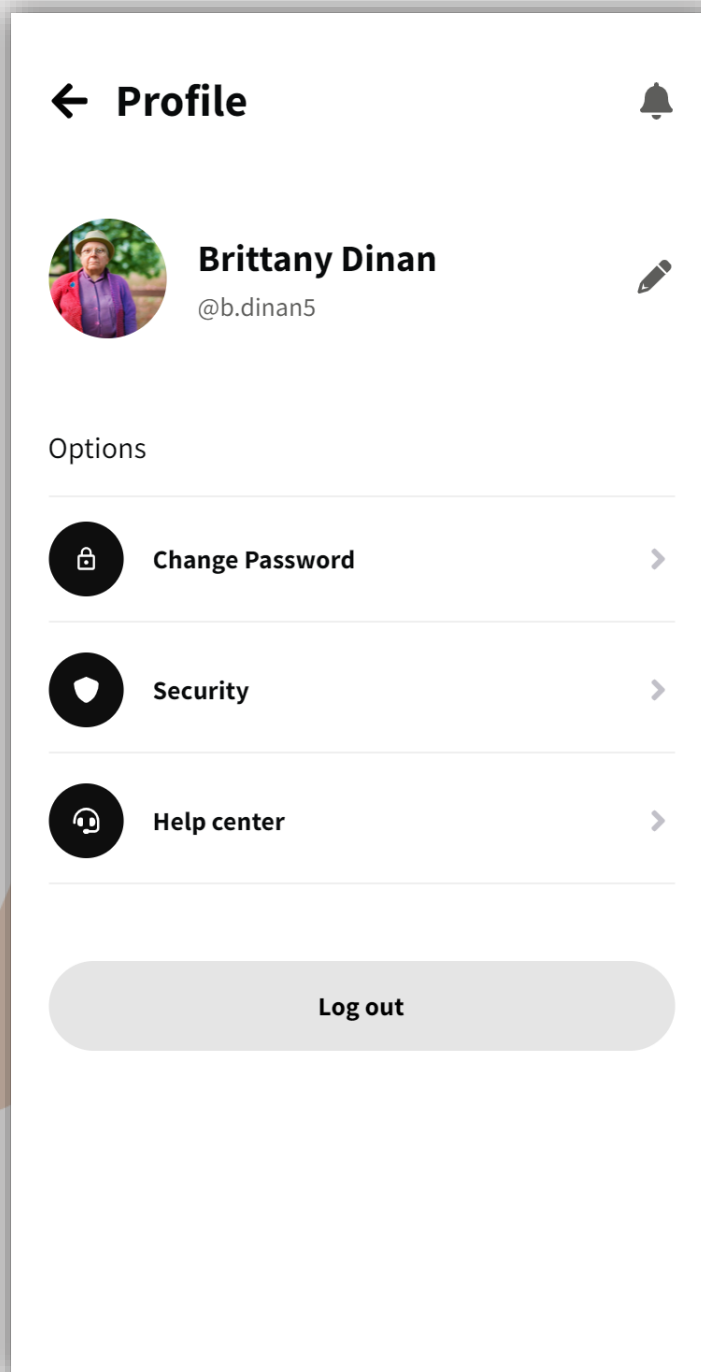 Profile
Brittany Dinan
@b.dinan5
Options
Change Password
Security
Help center
Log out